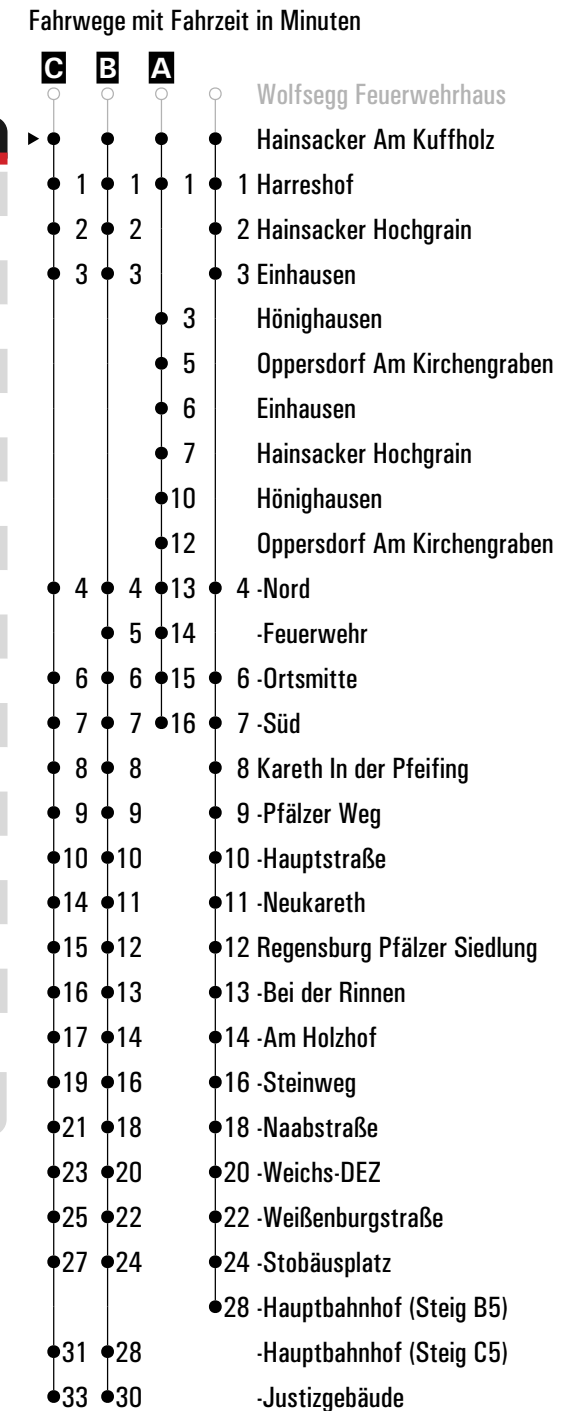 Fahrwege mit Fahrzeit in Minuten
C B A
Wolfsegg Feuerwehrhaus
Hainsacker Am Kuffholz
1 1 1 1 Harreshof
2 2 2 Hainsacker Hochgrain
3 3 3 Einhausen
3 Hönighausen
5 Oppersdorf Am Kirchengraben
6 Einhausen
7 Hainsacker Hochgrain
10 Hönighausen
12 Oppersdorf Am Kirchengraben
4 4 13 4 -Nord
5 14 -Feuerwehr
6 6 15 6 -Ortsmitte
7 7 16 7 -Süd
8 8 8 Kareth In der Pfeifing
9 9 9 -Pfälzer Weg
10 10 10 -Hauptstraße
14 11 11 -Neukareth
15 12 12 Regensburg Pfälzer Siedlung
16 13 13 -Bei der Rinnen
17 14 14 -Am Holzhof
19 16 16 -Steinweg
21 18 18 -Naabstraße
23 20 20 -Weichs-DEZ
25 22 22 -Weißenburgstraße
27 24 24 -Stobäusplatz
28 -Hauptbahnhof (Steig B5)
31 28 -Hauptbahnhof (Steig C5)
33 30 -Justizgebäude